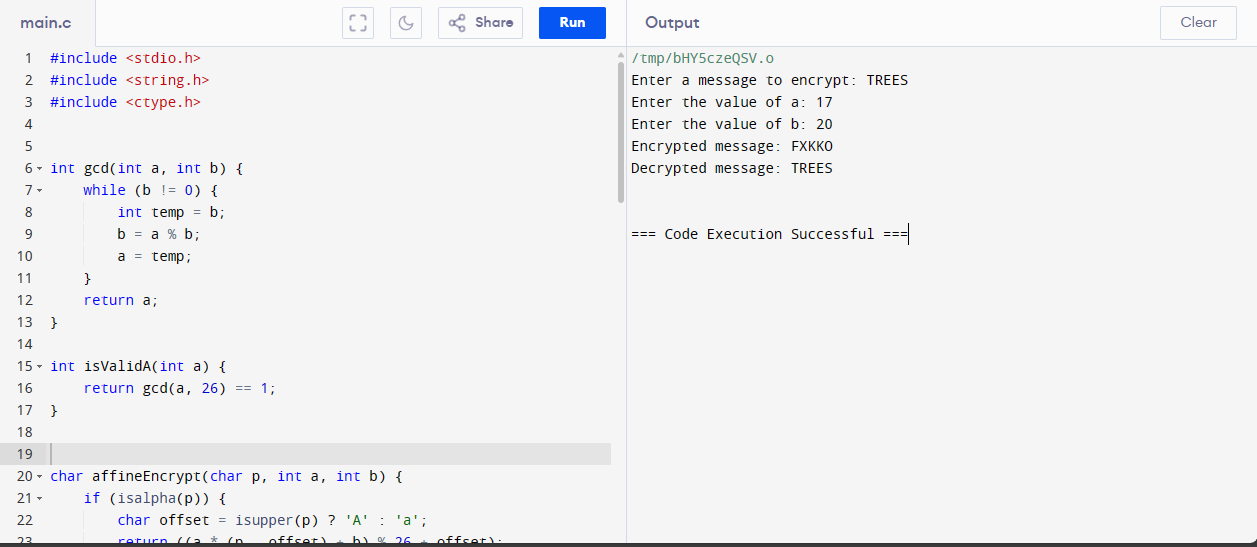 main.c
Share
Run
Output
Clear
1 #include <stdio.h>
2 #include <string.h>
3 #include <ctype.h>
4
5
6 int gcd(int a, int b) {
7     while (b != 0) {
8         int temp = b;
9         b = a % b;
10         a = temp;
11     }
12     return a;
13 }
14
15 int isValidA(int a) {
16     return gcd(a, 26) == 1;
17 }
18
19
20 char affineEncrypt(char p, int a, int b) {
21     if (isalpha(p)) {
22         char offset = isupper(p) ? 'A' : 'a';
23         return ((a * (p - offset) + b) % 26 + offset);
/tmp/bHY5czeQSV.o
Enter a message to encrypt: TREES
Enter the value of a: 17
Enter the value of b: 20
Encrypted message: FXKKO
Decrypted message: TREES
=== Code Execution Successful ===